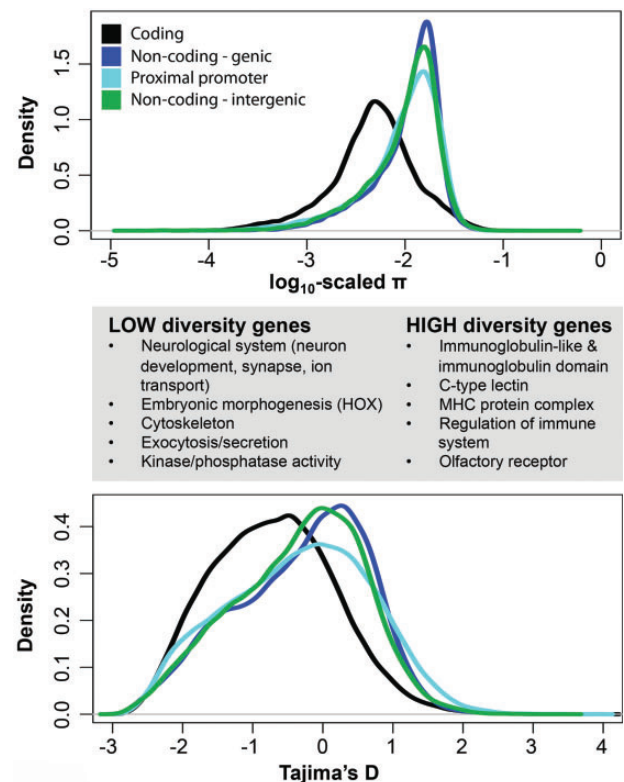 Coding
Non-coding - genic
Proximal promoter
Non-coding - intergenic
Density
0.0
0.5
1.0
1.5
-5
-4
-3
-2
-1
0
log10-scaled π
LOW diversity genes
• Neurological system (neuron
development, synapse, ion
transport)
• Embryonic morphogenesis (HOX)
• Cytoskeleton
• Exocytosis/secretion
• Kinase/phosphatase activity
HIGH diversity genes
• Immunoglobulin-like &
immunoglobulin domain
• C-type lectin
• MHC protein complex
• Regulation of immune
system
• Olfactory receptor
Density
0.0
0.1
0.2
0.3
0.4
-3
-2
-1
0
1
2
3
4
Tajima's D